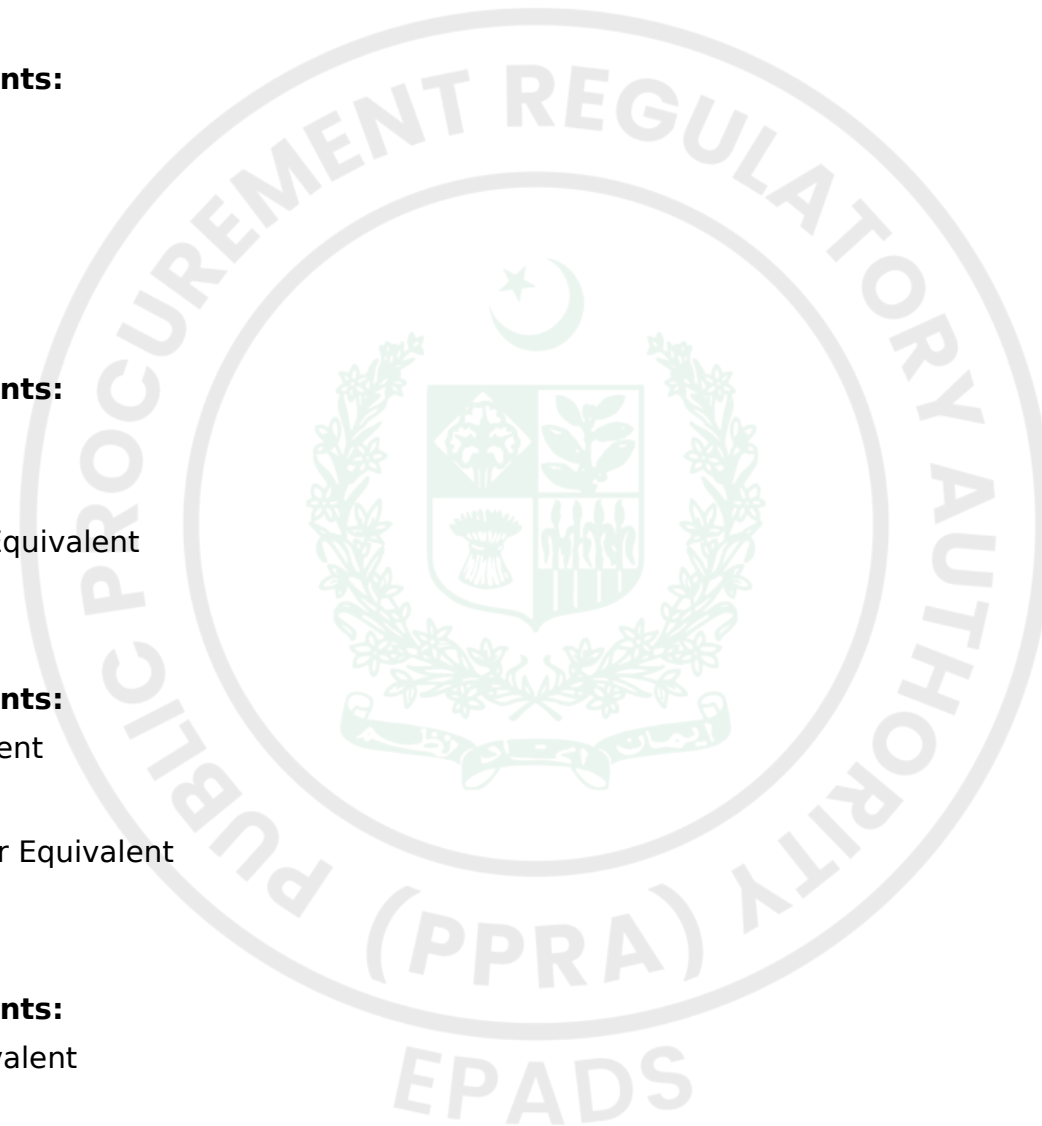 nts:
nts:
Equivalent
nts:
ent
r Equivalent
nts:
valent
PUBLIC PROCUREMENT REGULATORY AUTHORITY
(PPRA)
EPADS